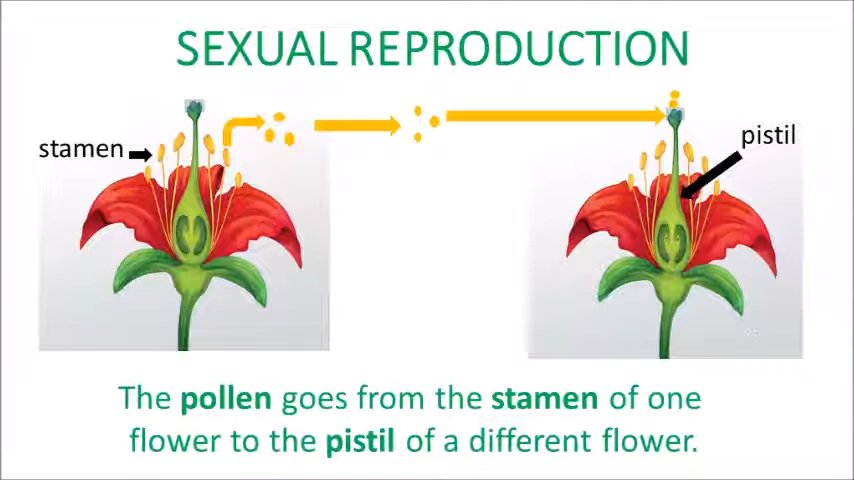 SEXUAL REPRODUCTION
stamen
pistil
The pollen goes from the stamen of one
flower to the pistil of a different flower.